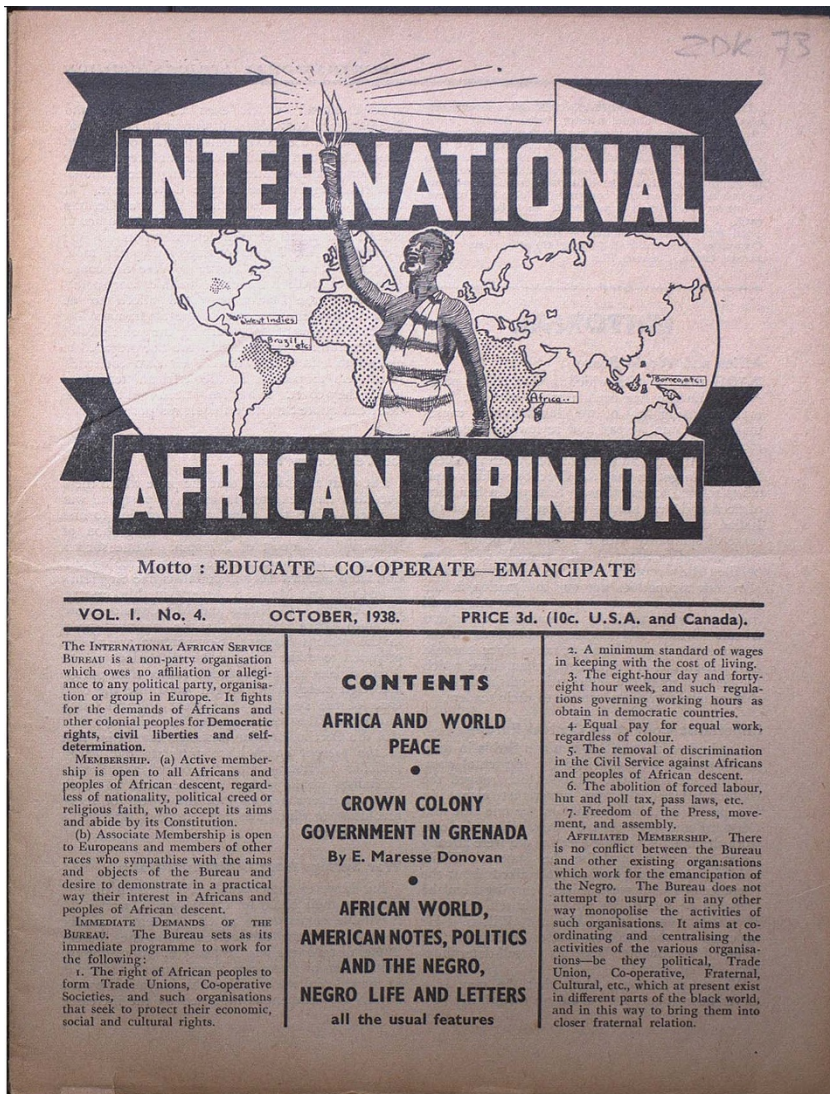 ZDK 73
INTERNATIONAL
West Indies
Brazil
etc
Africa..
Borneo, etc:
AFRICAN OPINION
Motto : EDUCATE—CO-OPERATE—EMANCIPATE
VOL. I. No. 4. OCTOBER, 1938. PRICE 3d. (10c. U.S.A. and Canada).
The INTERNATIONAL AFRICAN SERVICE
BUREAU is a non-party organisation
which owes no affiliation or allegi-
ance to any political party, organisa-
tion or group in Europe. It fights
for the demands of Africans and
other colonial peoples for Democratic
rights, civil liberties and self-
determination.
MEMBERSHIP. (a) Active member-
ship is open to all Africans and
peoples of African descent, regard-
less of nationality, political creed or
religious faith, who accept its aims
and abide by its Constitution.
(b) Associate Membership is open
to Europeans and members of other
races who sympathise with the aims
and objects of the Bureau and
desire to demonstrate in a practical
way their interest in Africans and
peoples of African descent.
IMMEDIATE DEMANDS OF THE
BUREAU. The Bureau sets as its
immediate programme to work for
the following:
1. The right of African peoples to
form Trade Unions, Co-operative
Societies, and such organisations
that seek to protect their economic,
social and cultural rights.
CONTENTS
AFRICA AND WORLD
PEACE
•
CROWN COLONY
GOVERNMENT IN GRENADA
By E. Maresse Donovan
•
AFRICAN WORLD,
AMERICAN NOTES, POLITICS
AND THE NEGRO,
NEGRO LIFE AND LETTERS
all the usual features
2. A minimum standard of wages
in keeping with the cost of living.
3. The eight-hour day and forty-
eight hour week, and such regula-
tions governing working hours as
obtain in democratic countries.
4. Equal pay for equal work,
regardless of colour.
5. The removal of discrimination
in the Civil Service against Africans
and peoples of African descent.
6. The abolition of forced labour,
hut and poll tax, pass laws, etc.
7. Freedom of the Press, move-
ment, and assembly.
AFFILIATED MEMBERSHIP. There
is no conflict between the Bureau
and other existing organisations
which work for the emancipation of
the Negro. The Bureau does not
attempt to usurp or in any other
way monopolise the activities of
such organisations. It aims at co-
ordinating and centralising the
activities of the various organisa-
tions—be they political, Trade
Union, Co-operative, Fraternal,
Cultural, etc., which at present exist
in different parts of the black world,
and in this way to bring them into
closer fraternal relation.